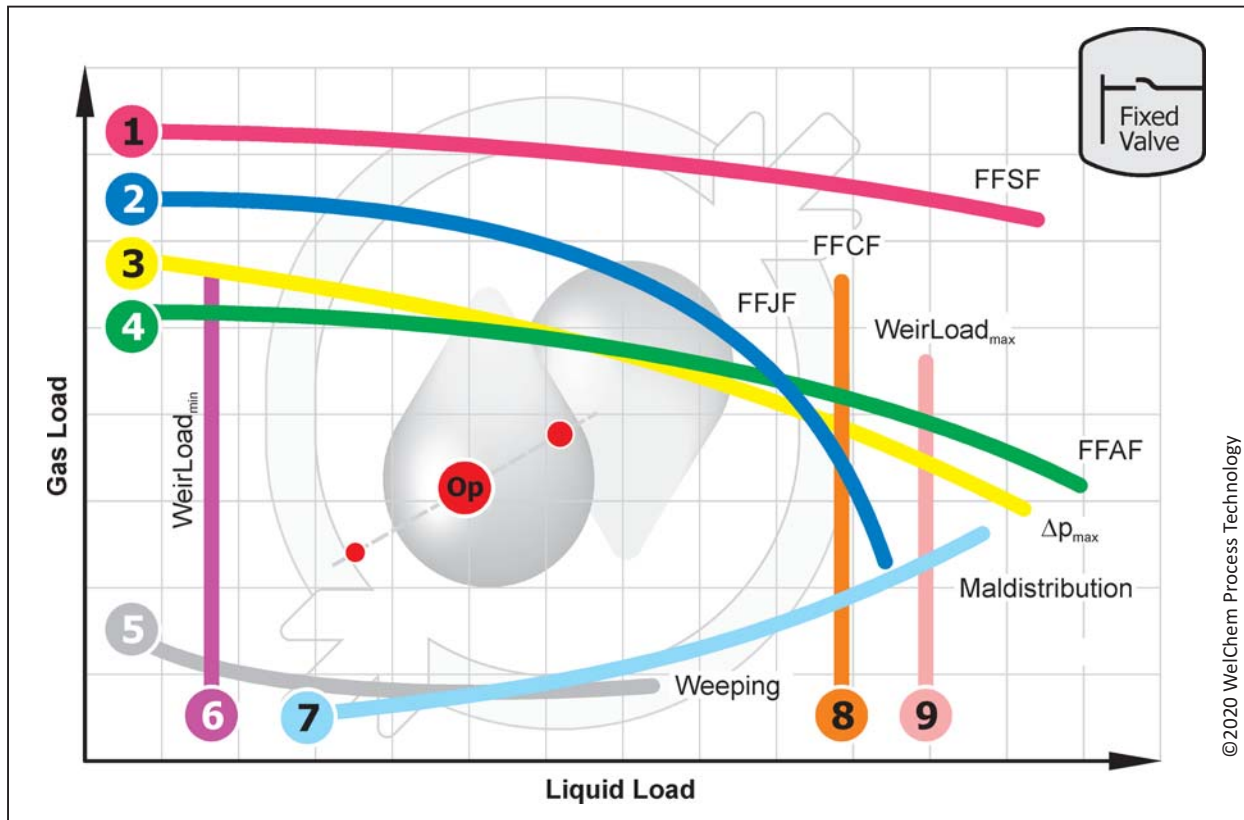 Fixed
Valve
1
FFSF
2
FFCF
3
FFJF
4
WeirLoadmax
WeirLoadmin
Gas Load
FFAF
Op
Δpmax
Maldistribution
5
Weeping
6
7
8
9
Liquid Load
©2020 WelChem Process Technology